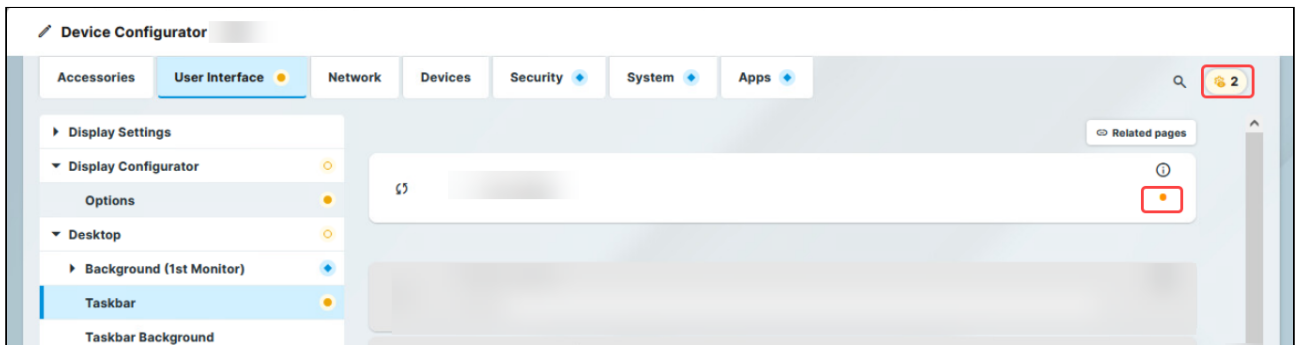 Device Configurator
Accessories User Interface Network Devices Security System Apps 2
Related pages
Display Settings
Display Configurator
Options
Desktop
Background (1st Monitor)
Taskbar
Taskbar Background